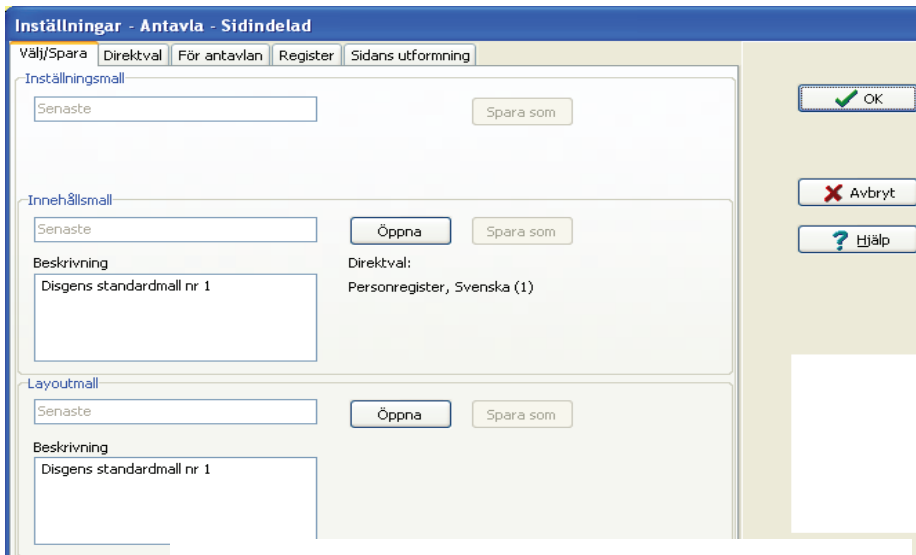 Inställningar - Antavla - Sidindelad
Välj/Spara Direktval För antavlan Register Sidans utformning
Inställningsmall
Senaste Spara som
OK
Avbryt
Hjälp
Innehållsmall
Senaste Öppna Spara som
Beskrivning Direktval:
Disgens standardmall nr 1 Personregister, Svenska (1)
Layoutmall
Senaste Öppna Spara som
Beskrivning
Disgens standardmall nr 1